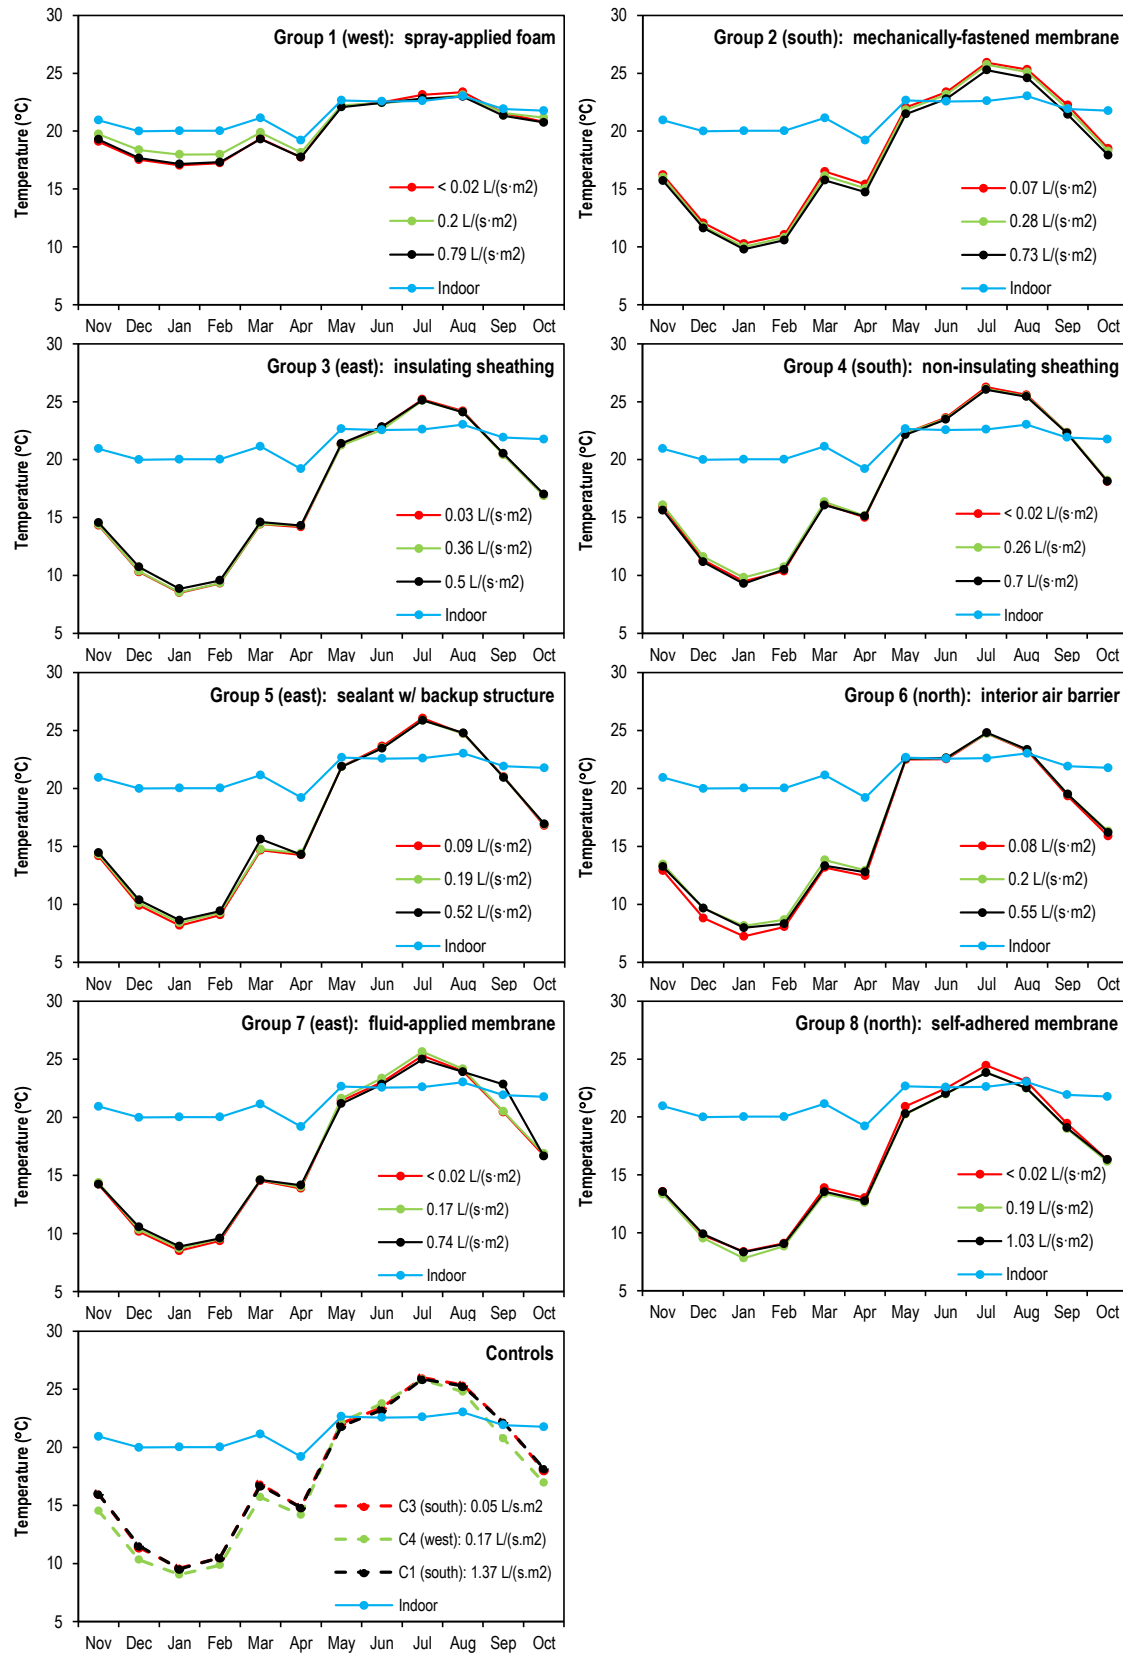 Group 1 (west): spray-applied foam
Temperature (°C)
30
25
20
15
10
5
< 0.02 L/(s·m2)
0.2 L/(s·m2)
0.79 L/(s·m2)
Indoor
Nov Dec Jan Feb Mar Apr May Jun Jul Aug Sep Oct
Group 2 (south): mechanically-fastened membrane
Temperature (°C)
30
25
20
15
10
5
0.07 L/(s·m2)
0.28 L/(s·m2)
0.73 L/(s·m2)
Indoor
Nov Dec Jan Feb Mar Apr May Jun Jul Aug Sep Oct
Group 3 (east): insulating sheathing
Temperature (°C)
30
25
20
15
10
5
0.03 L/(s·m2)
0.36 L/(s·m2)
0.5 L/(s·m2)
Indoor
Nov Dec Jan Feb Mar Apr May Jun Jul Aug Sep Oct
Group 4 (south): non-insulating sheathing
Temperature (°C)
30
25
20
15
10
5
< 0.02 L/(s·m2)
0.26 L/(s·m2)
0.7 L/(s·m2)
Indoor
Nov Dec Jan Feb Mar Apr May Jun Jul Aug Sep Oct
Group 5 (east): sealant w/ backup structure
Temperature (°C)
30
25
20
15
10
5
0.09 L/(s·m2)
0.19 L/(s·m2)
0.52 L/(s·m2)
Indoor
Nov Dec Jan Feb Mar Apr May Jun Jul Aug Sep Oct
Group 6 (north): interior air barrier
Temperature (°C)
30
25
20
15
10
5
0.08 L/(s·m2)
0.2 L/(s·m2)
0.55 L/(s·m2)
Indoor
Nov Dec Jan Feb Mar Apr May Jun Jul Aug Sep Oct
Group 7 (east): fluid-applied membrane
Temperature (°C)
30
25
20
15
10
5
< 0.02 L/(s·m2)
0.17 L/(s·m2)
0.74 L/(s·m2)
Indoor
Nov Dec Jan Feb Mar Apr May Jun Jul Aug Sep Oct
Group 8 (north): self-adhered membrane
Temperature (°C)
30
25
20
15
10
5
< 0.02 L/(s·m2)
0.19 L/(s·m2)
1.03 L/(s·m2)
Indoor
Nov Dec Jan Feb Mar Apr May Jun Jul Aug Sep Oct
Controls
Temperature (°C)
30
25
20
15
10
5
C3 (south): 0.05 L/s.m2
C4 (west): 0.17 L/(s.m2)
C1 (south): 1.37 L/(s.m2)
Indoor
Nov Dec Jan Feb Mar Apr May Jun Jul Aug Sep Oct